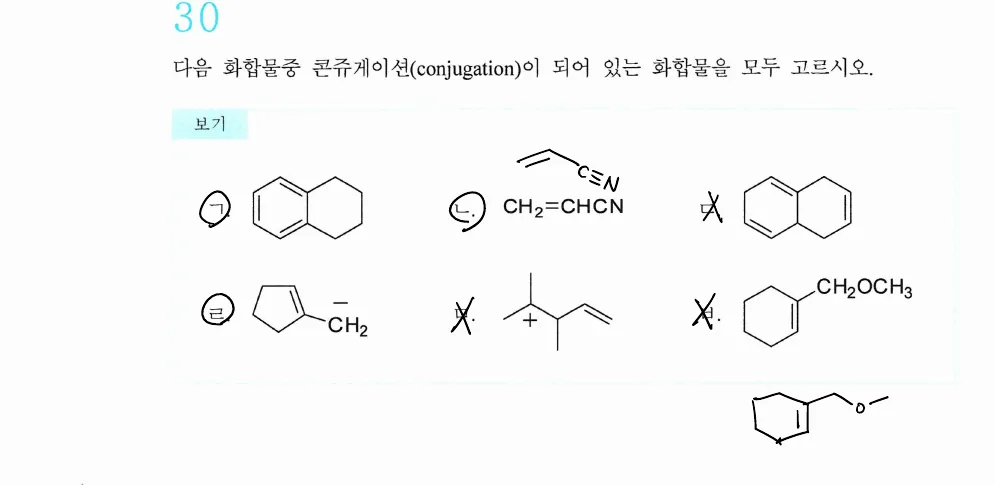 30
다음 화합물중 콘쥬게이션(conjugation)이 되어 있는 화합물을 모두 고르시오.
보기
C≡N
ㄱ. ㄴ. CH2=CHCN ㄷ.
ㄹ. CH2 ㅁ. + ㅂ. CH2OCH3
o